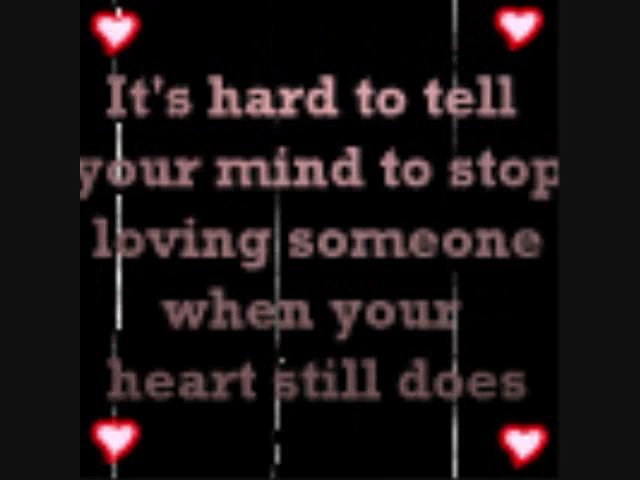 It's hard to tell
your mind to stop
loving someone
when your
heart still does